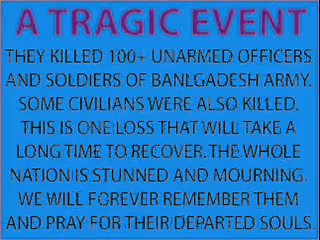 A TRAGIC EVENT
THEY KILLED 100+ UNARMED OFFICERS
AND SOLDIERS OF BANLGADESH ARMY.
SOME CIVILIANS WERE ALSO KILLED.
THIS IS ONE LOSS THAT WILL TAKE A
LONG TIME TO RECOVER. THE WHOLE
NATION IS STUNNED AND MOURNING.
WE WILL FOREVER REMEMBER THEM
AND PRAY FOR THEIR DEPARTED SOULS.